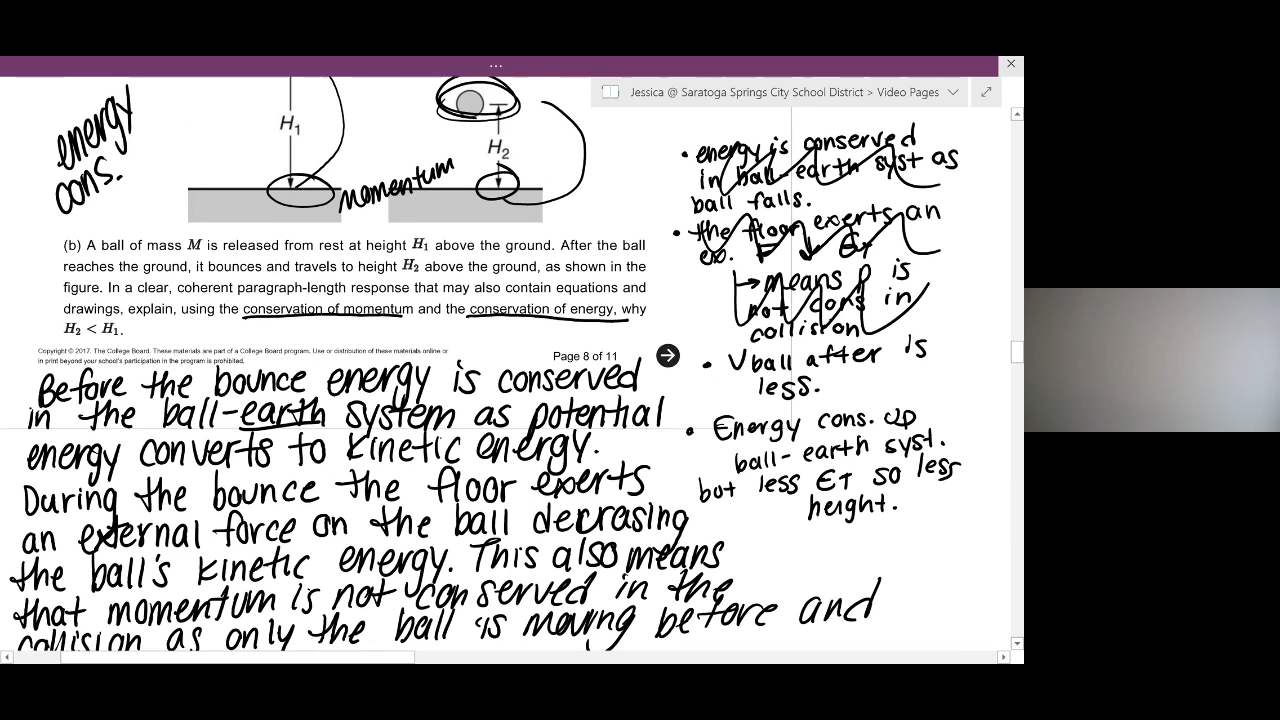 ...
Jessica @ Saratoga Springs City School District > Video Pages
energy
cons.
H₁
momentum
H₂
(b) A ball of mass M is released from rest at height H₁ above the ground. After the ball
reaches the ground, it bounces and travels to height H₂ above the ground, as shown in the
figure. In a clear, coherent paragraph-length response that may also contain equations and
drawings, explain, using the conservation of momentum and the conservation of energy, why
H₂ < H₁.
Copyright © 2017. The College Board. These materials are part of a College Board program. Use or distribution of these materials online or
in print beyond your school's participation in the program is prohibited.
Page 8 of 11
Before the bounce energy is conserved
in the ball-earth system as potential
energy converts to kinetic energy.
During the bounce the floor exerts
an external force on the ball decrasing
the ball's kinetic energy. This also means
that momentum is not conserved in the
collision as only the ball is moving before and
• energy is conserved
in ball-earth syst as
ball falls.
• the floor exerts an
ex. F ↓ ET
→ means p is
not cons in
collision
• V ball after is
less.
• Energy cons. up
ball-earth syst.
but less ET so less
height.